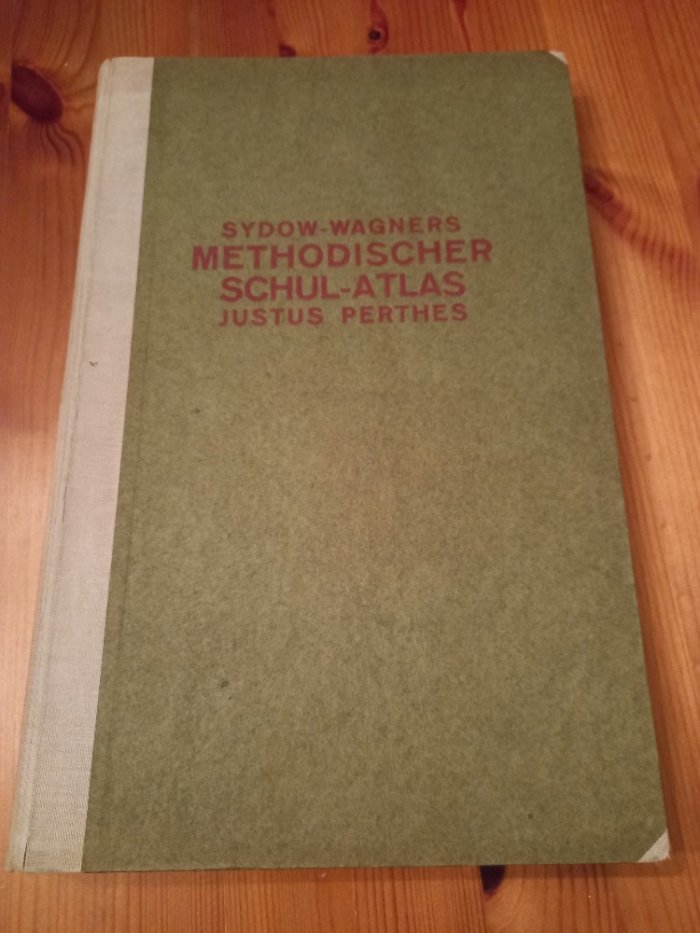 SYDOW-WAGNERS
METHODISCHER
SCHUL-ATLAS
JUSTUS PERTHES